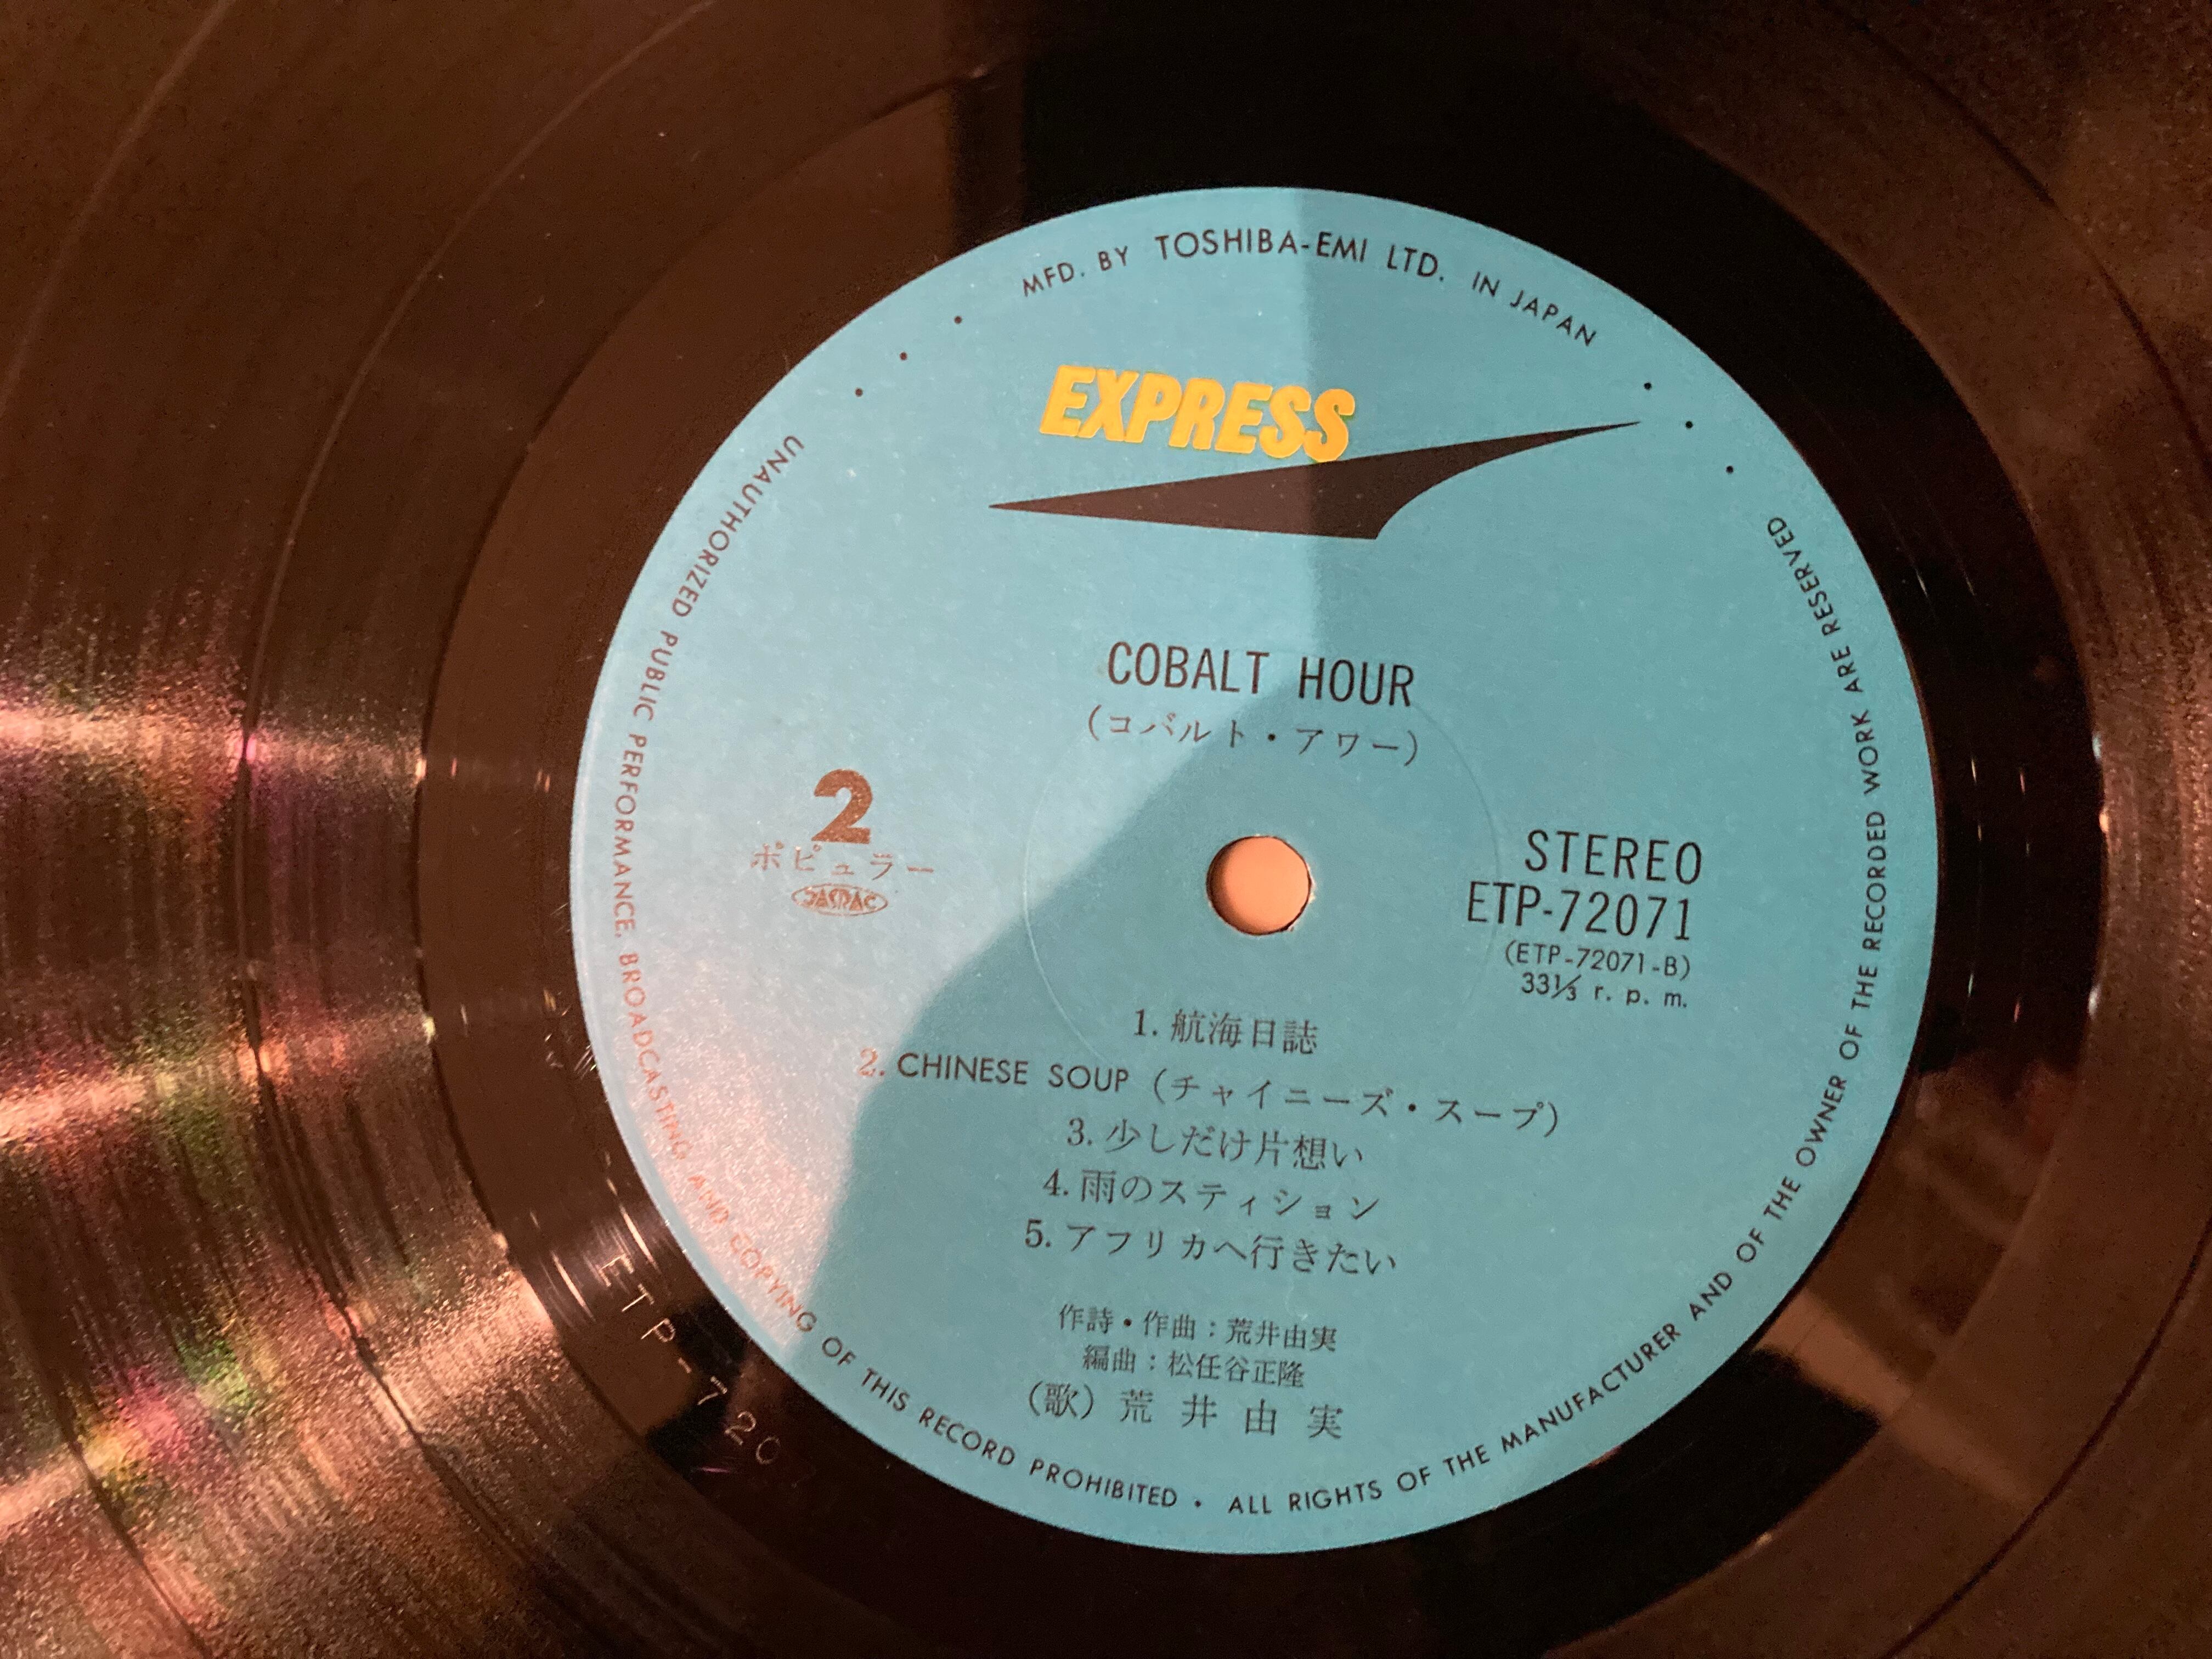 MFD. BY TOSHIBA-EMI LTD. IN JAPAN
EXPRESS
COBALT HOUR
(コバルト・アワー)
2
ポピュラー
JASRAC
STEREO
ETP-72071
(ETP-72071-B)
33⅓ r. p. m.
1. 航海日誌
2. CHINESE SOUP (チャイニーズ・スープ)
3. 少しだけ片想い
4. 雨のスティション
5. アフリカへ行きたい
作詩・作曲：荒井由実
編曲：松任谷正隆
(歌) 荒井由実
UNAUTHORIZED PUBLIC PERFORMANCE, BROADCASTING AND COPYING OF THIS RECORD PROHIBITED • ALL RIGHTS OF THE MANUFACTURER AND OF THE OWNER OF THE RECORDED WORK ARE RESERVED
ETP-720